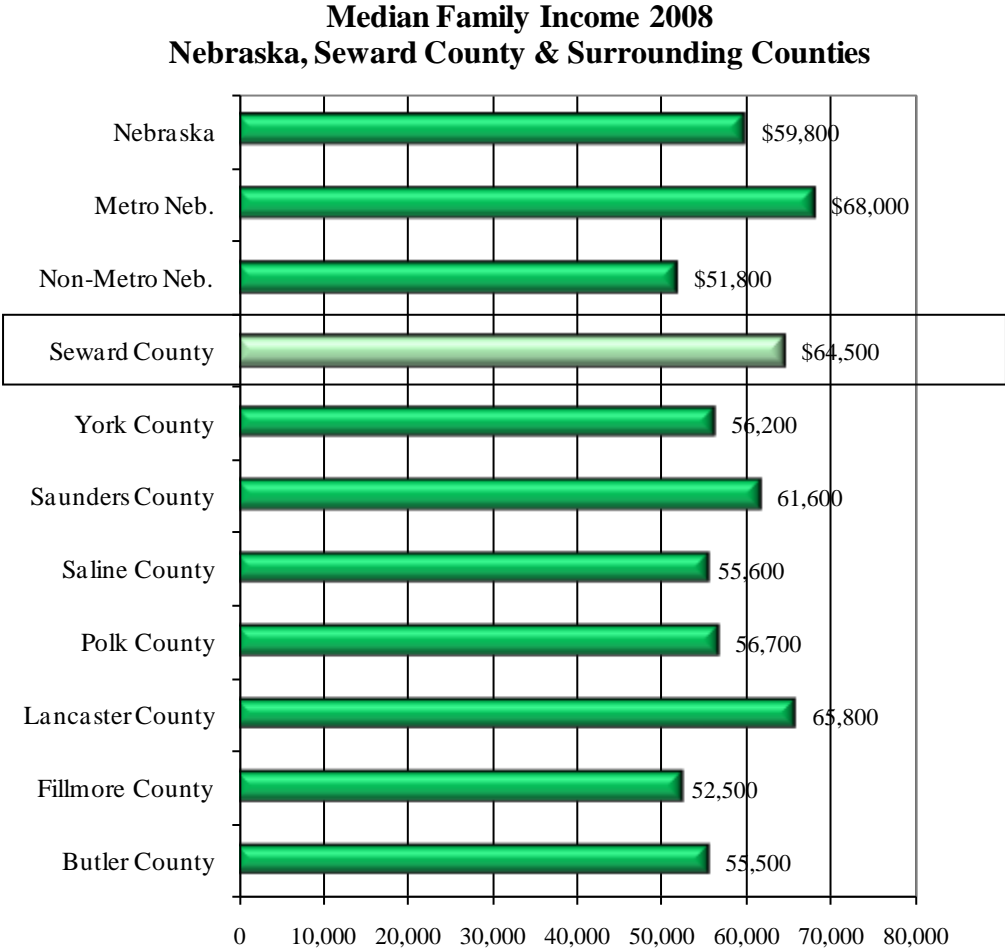 Median Family Income 2008
Nebraska, Seward County & Surrounding Counties
Nebraska $59,800
Metro Neb. $68,000
Non-Metro Neb. $51,800
Seward County $64,500
York County 56,200
Saunders County 61,600
Saline County 55,600
Polk County 56,700
Lancaster County 65,800
Fillmore County 52,500
Butler County 55,500
0 10,000 20,000 30,000 40,000 50,000 60,000 70,000 80,000